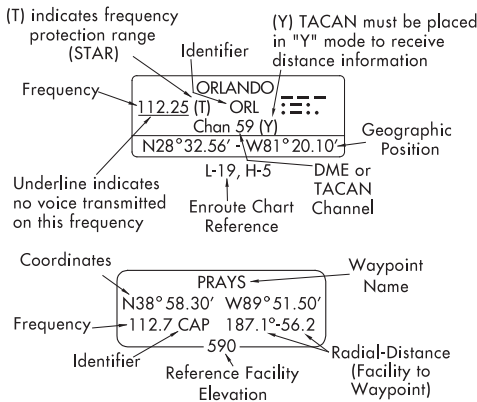 (T) indicates frequency
protection range
(STAR)
Identifier
(Y) TACAN must be placed
in "Y" mode to receive
distance information
Frequency
ORLANDO
112.25 (T) ORL
Chan 59 (Y)
N28°32.56′ - W81°20.10′
Geographic
Position
Underline indicates
no voice transmitted
on this frequency
L-19, H-5
Enroute Chart
Reference
DME or
TACAN
Channel
Coordinates
PRAYS
Waypoint
Name
N38°58.30′ W89°51.50′
Frequency
112.7 CAP 187.1°-56.2
590
Identifier
Reference Facility
Elevation
Radial-Distance
(Facility to
Waypoint)